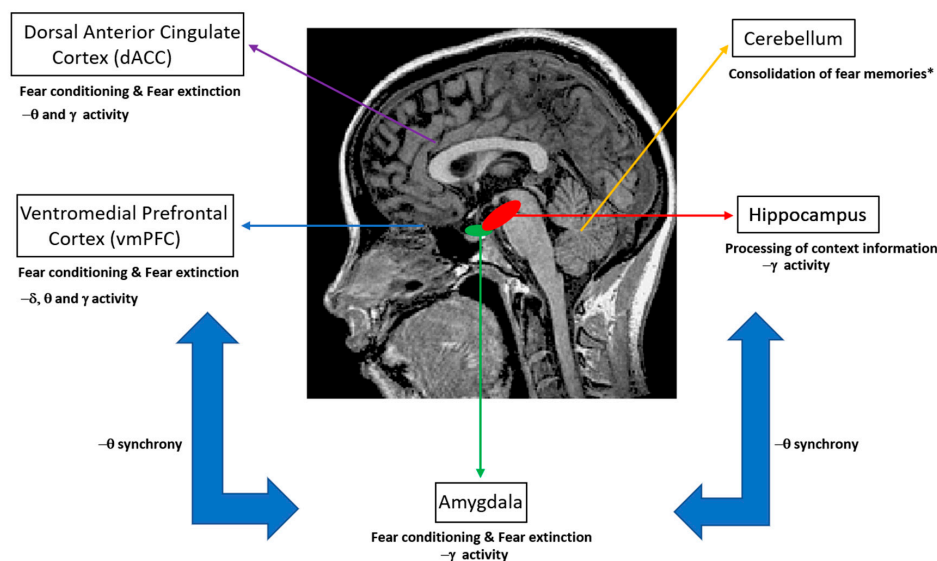 Dorsal Anterior Cingulate
Cortex (dACC)
Fear conditioning & Fear extinction
–θ and γ activity
Cerebellum
Consolidation of fear memories*
Ventromedial Prefrontal
Cortex (vmPFC)
Fear conditioning & Fear extinction
–δ, θ and γ activity
Hippocampus
Processing of context information
–γ activity
–θ synchrony
–θ synchrony
Amygdala
Fear conditioning & Fear extinction
–γ activity